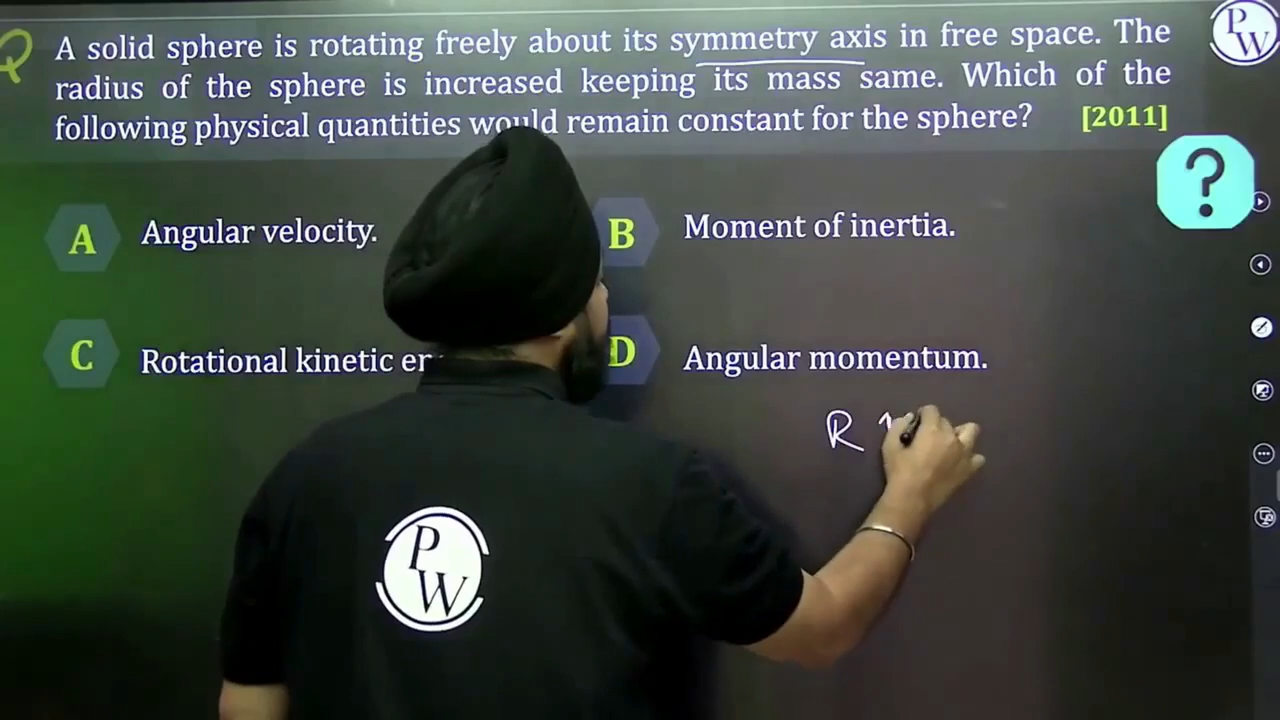 Q
A solid sphere is rotating freely about its symmetry axis in free space. The
radius of the sphere is increased keeping its mass same. Which of the
following physical quantities would remain constant for the sphere? [2011]
?
A Angular velocity.
B Moment of inertia.
C Rotational kinetic
D Angular momentum.
R
PW
PW